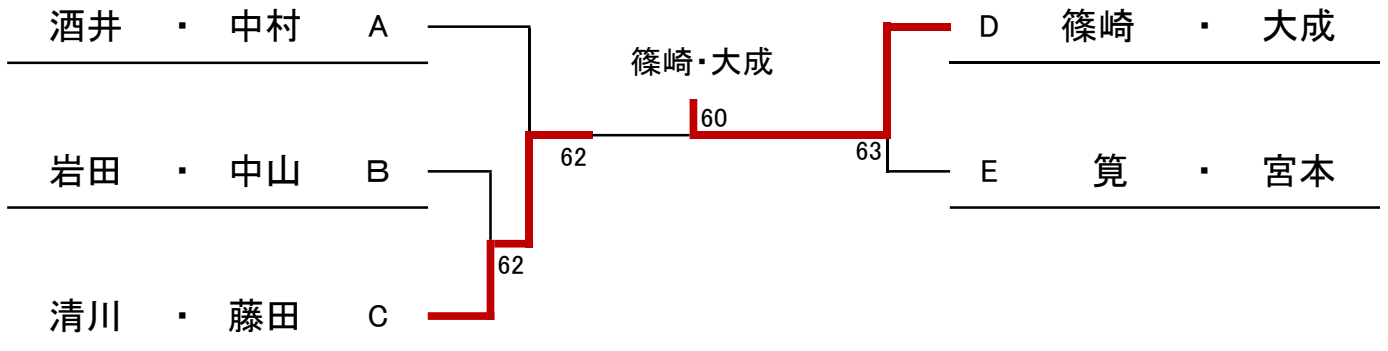 酒井 ・ 中村 A
篠崎・大成
D 篠崎 ・ 大成
60
62
63
岩田 ・ 中山 B
E 筧 ・ 宮本
62
清川 ・ 藤田 C